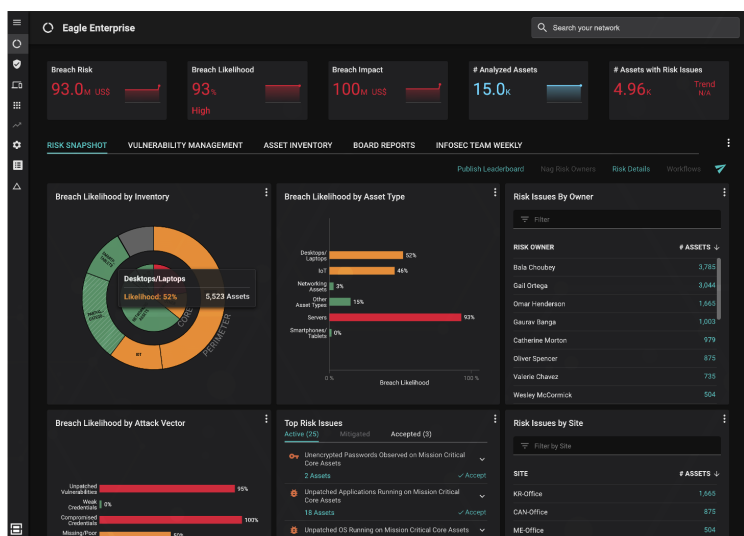 Eagle Enterprise
Search your network
Breach Risk
93.0M US$
Breach Likelihood
93%
High
Breach Impact
100M US$
# Analyzed Assets
15.0K
# Assets with Risk Issues
4.96K
Trend
N/A
RISK SNAPSHOT
VULNERABILITY MANAGEMENT
ASSET INVENTORY
BOARD REPORTS
INFOSEC TEAM WEEKLY
Publish Leaderboard
Nag Risk Owners
Risk Details
Workflows
Breach Likelihood by Inventory
Desktops/Laptops
Likelihood: 52%
5,523 Assets
CORE
PERIMETER
IOT
Breach Likelihood by Asset Type
Desktops/
Laptops
52%
IoT
46%
Networking
Assets
3%
Other
Asset Types
15%
Servers
93%
Smartphones/
Tablets
0%
0 %
100 %
Breach Likelihood
Risk Issues By Owner
Filter
RISK OWNER
# ASSETS ↓
Bala Choubey
3,785
Gail Ortega
3,044
Omar Henderson
1,665
Gaurav Banga
1,003
Catherine Morton
979
Oliver Spencer
875
Valerie Chavez
735
Wesley McCormick
504
Breach Likelihood by Attack Vector
Unpatched
Vulnerabilities
95%
Weak
Credentials
0%
Compromised
Credentials
100%
Missing/Poor
50%
Top Risk Issues
Active (25)
Mitigated
Accepted (3)
Unencrypted Passwords Observed on Mission Critical
Core Assets
2 Assets
✓ Accept
Unpatched Applications Running on Mission Critical
Core Assets
18 Assets
✓ Accept
Unpatched OS Running on Mission Critical Core Assets
Risk Issues by Site
Filter by Site
SITE
# ASSETS ↓
KR-Office
1,665
CAN-Office
875
ME-Office
504